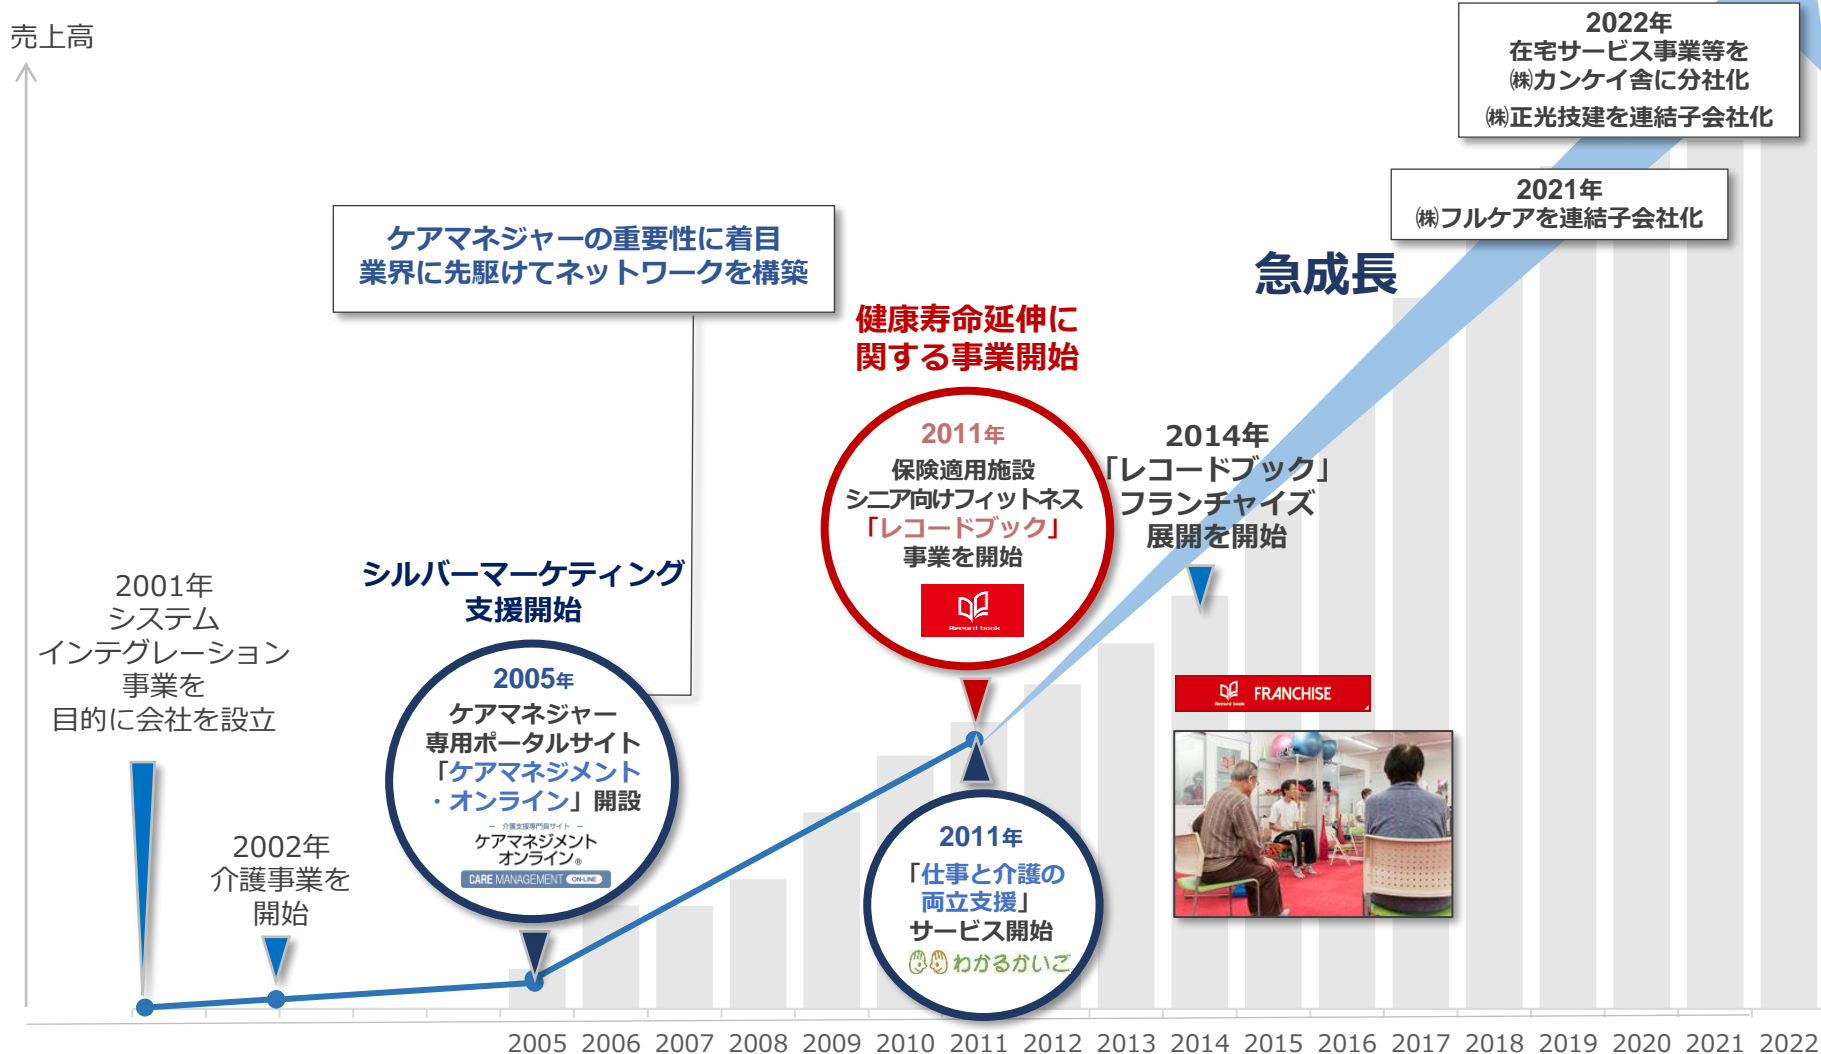 売上高
2022年
在宅サービス事業等を
㈱カンケイ舎に分社化
㈱正光技建を連結子会社化
2021年
㈱フルケアを連結子会社化
急成長
ケアマネジャーの重要性に着目
業界に先駆けてネットワークを構築
健康寿命延伸に
関する事業開始
2011年
保険適用施設
シニア向けフィットネス
「レコードブック」
事業を開始
Record book
2014年
「レコードブック」
フランチャイズ
展開を開始
Record book FRANCHISE
シルバーマーケティング
支援開始
2005年
ケアマネジャー
専用ポータルサイト
「ケアマネジメント
・オンライン」開設
― 介護支援専門員サイト ―
ケアマネジメント
オンライン®
CARE MANAGEMENT ON-LINE
2001年
システム
インテグレーション
事業を
目的に会社を設立
2002年
介護事業を
開始
2011年
「仕事と介護の
両立支援」
サービス開始
わかるかいご
2005 2006 2007 2008 2009 2010 2011 2012 2013 2014 2015 2016 2017 2018 2019 2020 2021 2022